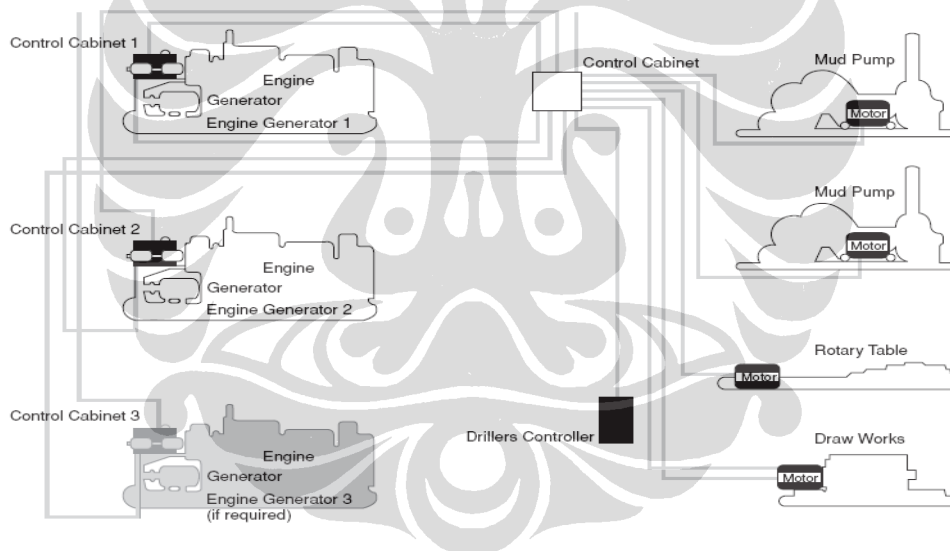 Control Cabinet 1
Engine
Generator
Engine Generator 1
Control Cabinet
Mud Pump
Motor
Mud Pump
Motor
Control Cabinet 2
Engine
Generator
Engine Generator 2
Rotary Table
Motor
Control Cabinet 3
Engine
Generator
Engine Generator 3
(if required)
Drillers Controller
Draw Works
Motor